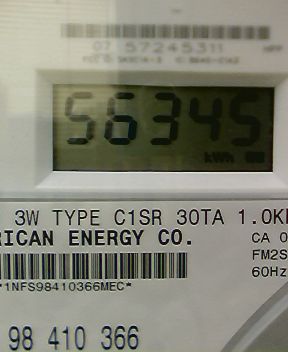 07 57245311
56345
kWh
3W TYPE C1SR 30TA 1.0K
RICAN ENERGY CO.
CA 0
FM2S
60Hz
*1NFS98410366MEC*
98 410 366